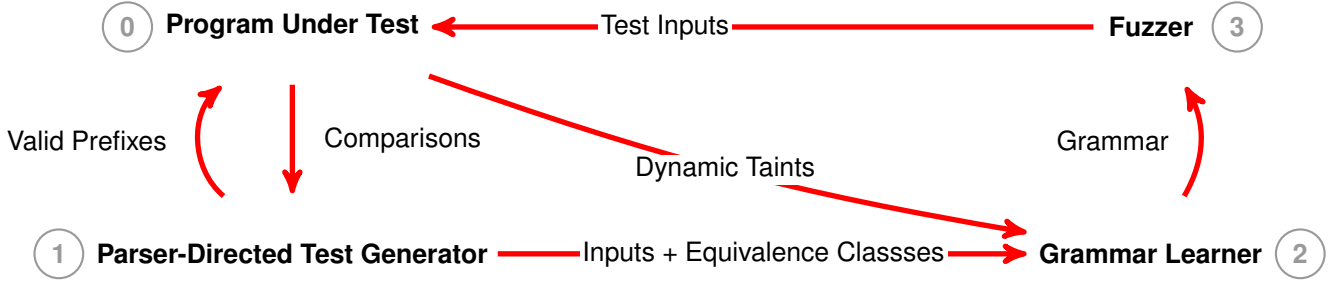 0 Program Under Test Test Inputs Fuzzer 3
Valid Prefixes Comparisons Grammar
Dynamic Taints
1 Parser-Directed Test Generator Inputs + Equivalence Classses Grammar Learner 2